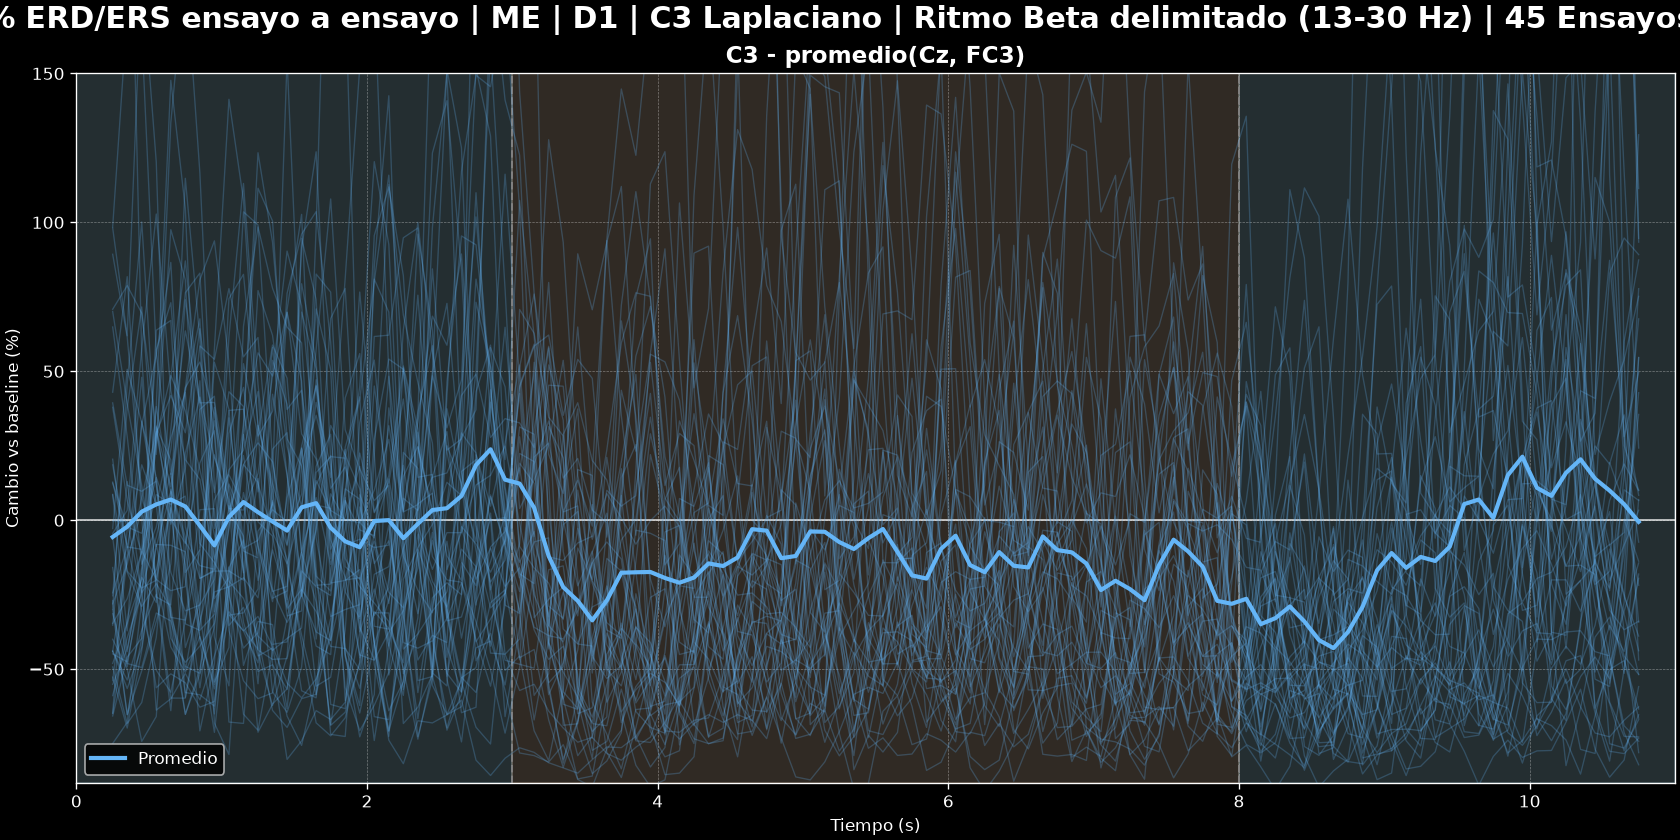 % ERD/ERS ensayo a ensayo | ME | D1 | C3 Laplaciano | Ritmo Beta delimitado (13-30 Hz) | 45 Ensayos
C3 - promedio(Cz, FC3)
150
100
50
0
−50
Cambio vs baseline (%)
Promedio
0 2 4 6 8 10
Tiempo (s)